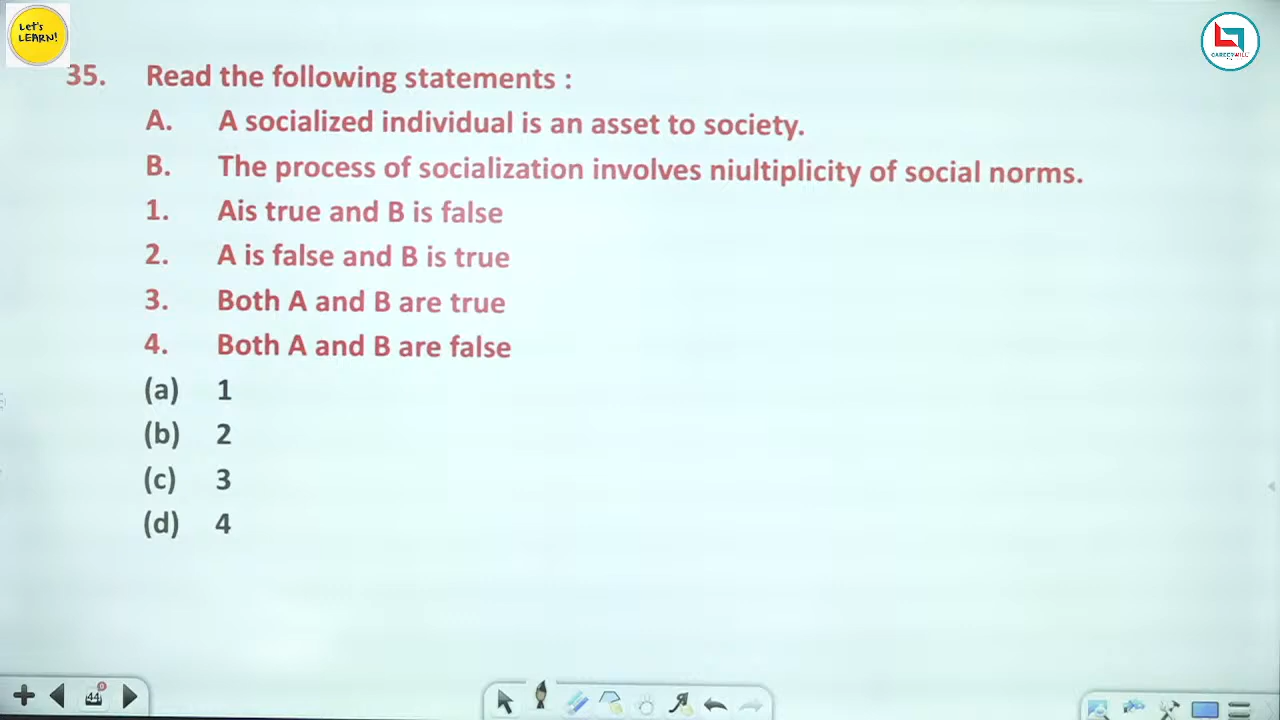 Let's
LEARN!
CAREERWILL
35. Read the following statements :
A. A socialized individual is an asset to society.
B. The process of socialization involves niultiplicity of social norms.
1. Ais true and B is false
2. A is false and B is true
3. Both A and B are true
4. Both A and B are false
(a) 1
(b) 2
(c) 3
(d) 4
44